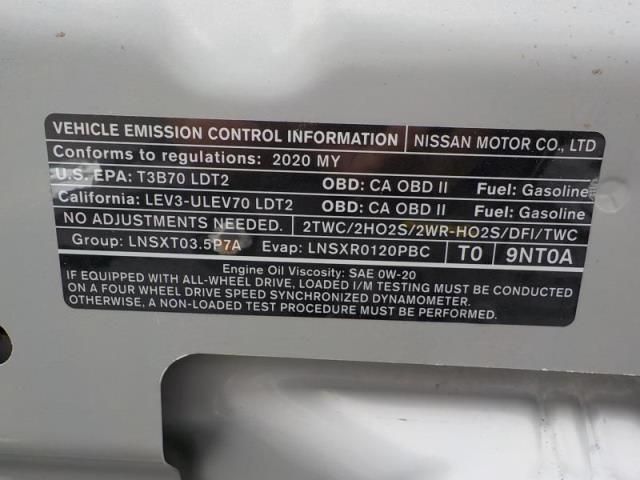 VEHICLE EMISSION CONTROL INFORMATION NISSAN MOTOR CO., LTD
Conforms to regulations: 2020 MY
U.S. EPA: T3B70 LDT2 OBD: CA OBD II Fuel: Gasoline
California: LEV3-ULEV70 LDT2 OBD: CA OBD II Fuel: Gasoline
NO ADJUSTMENTS NEEDED. 2TWC/2HO2S/2WR-HO2S/DFI/TWC
Group: LNSXT03.5P7A Evap: LNSXR0120PBC T0 9NT0A
Engine Oil Viscosity: SAE 0W-20
IF EQUIPPED WITH ALL-WHEEL DRIVE, LOADED I/M TESTING MUST BE CONDUCTED
ON A FOUR WHEEL DRIVE SPEED SYNCHRONIZED DYNAMOMETER.
OTHERWISE, A NON-LOADED TEST PROCEDURE MUST BE PERFORMED.